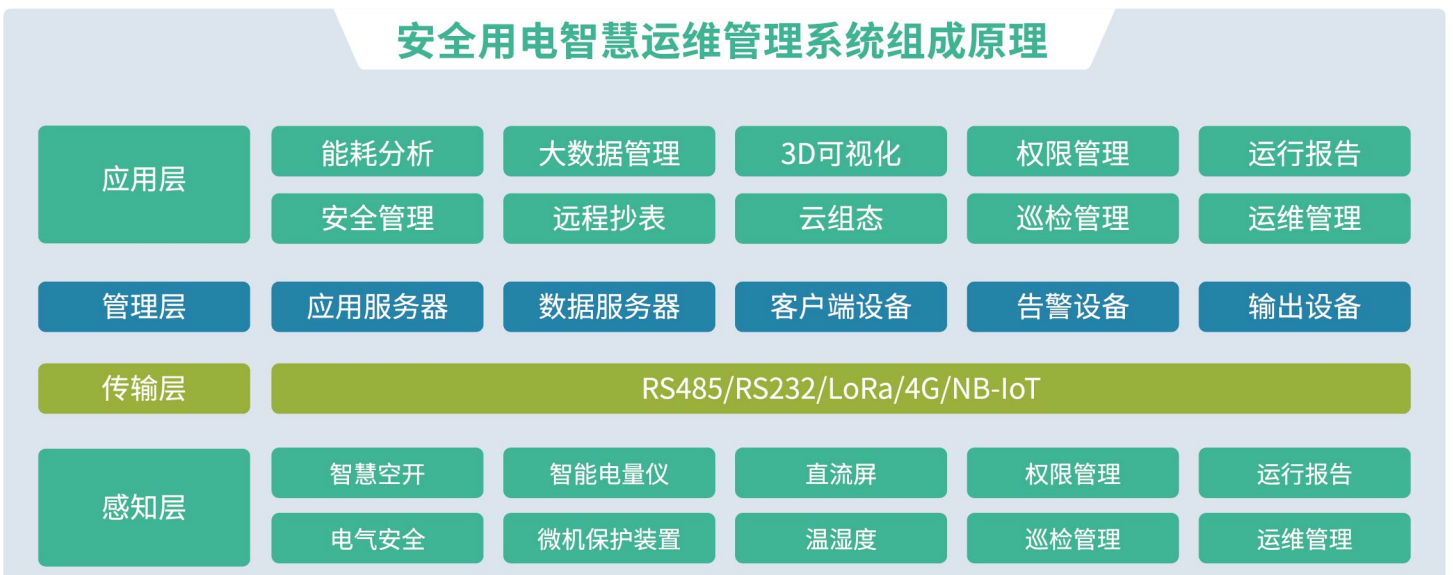 安全用电智慧运维管理系统组成原理
应用层
能耗分析 大数据管理 3D可视化 权限管理 运行报告
安全管理 远程抄表 云组态 巡检管理 运维管理
管理层 应用服务器 数据服务器 客户端设备 告警设备 输出设备
传输层 RS485/RS232/LoRa/4G/NB-IoT
感知层
智慧空开 智能电量仪 直流屏 权限管理 运行报告
电气安全 微机保护装置 温湿度 巡检管理 运维管理